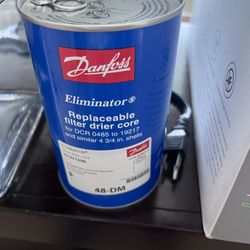 Danfoss
Eliminator®
Replaceable
filter drier core
for DCR 0485 to 19217
and similar 4 3/4 in. shells
Danfoss
48-DM